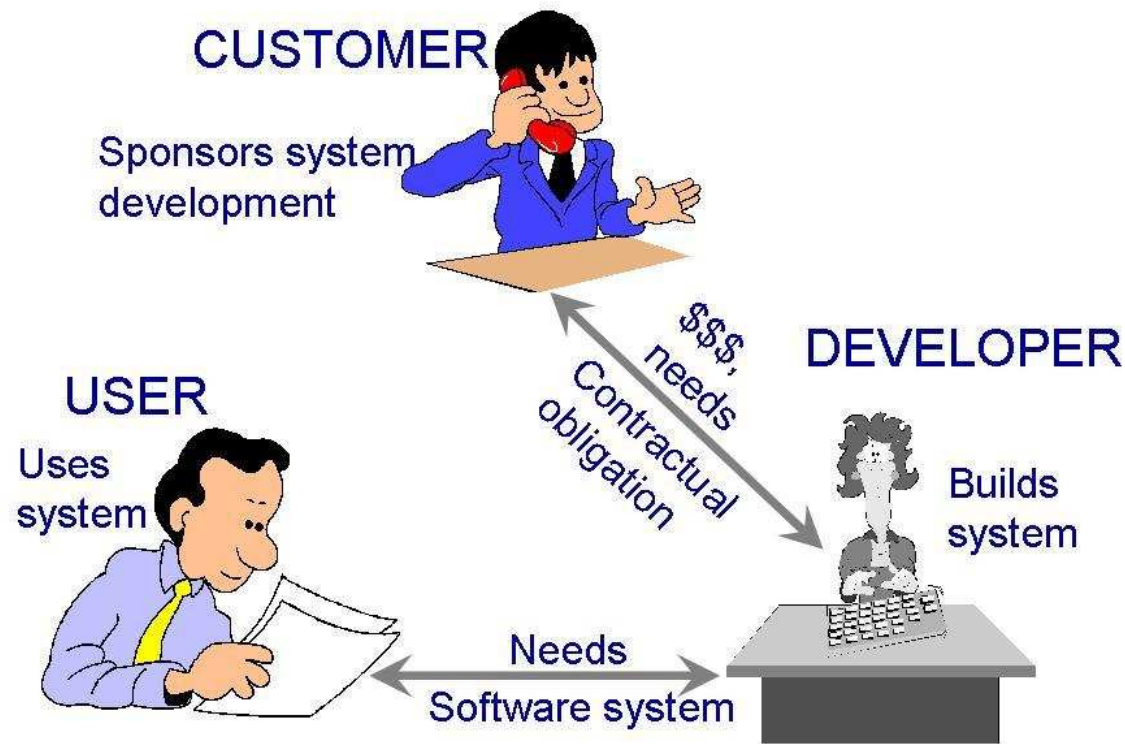 CUSTOMER
Sponsors system
development
$$$,
needs
Contractual
obligation
DEVELOPER
Builds
system
USER
Uses
system
Needs
Software system